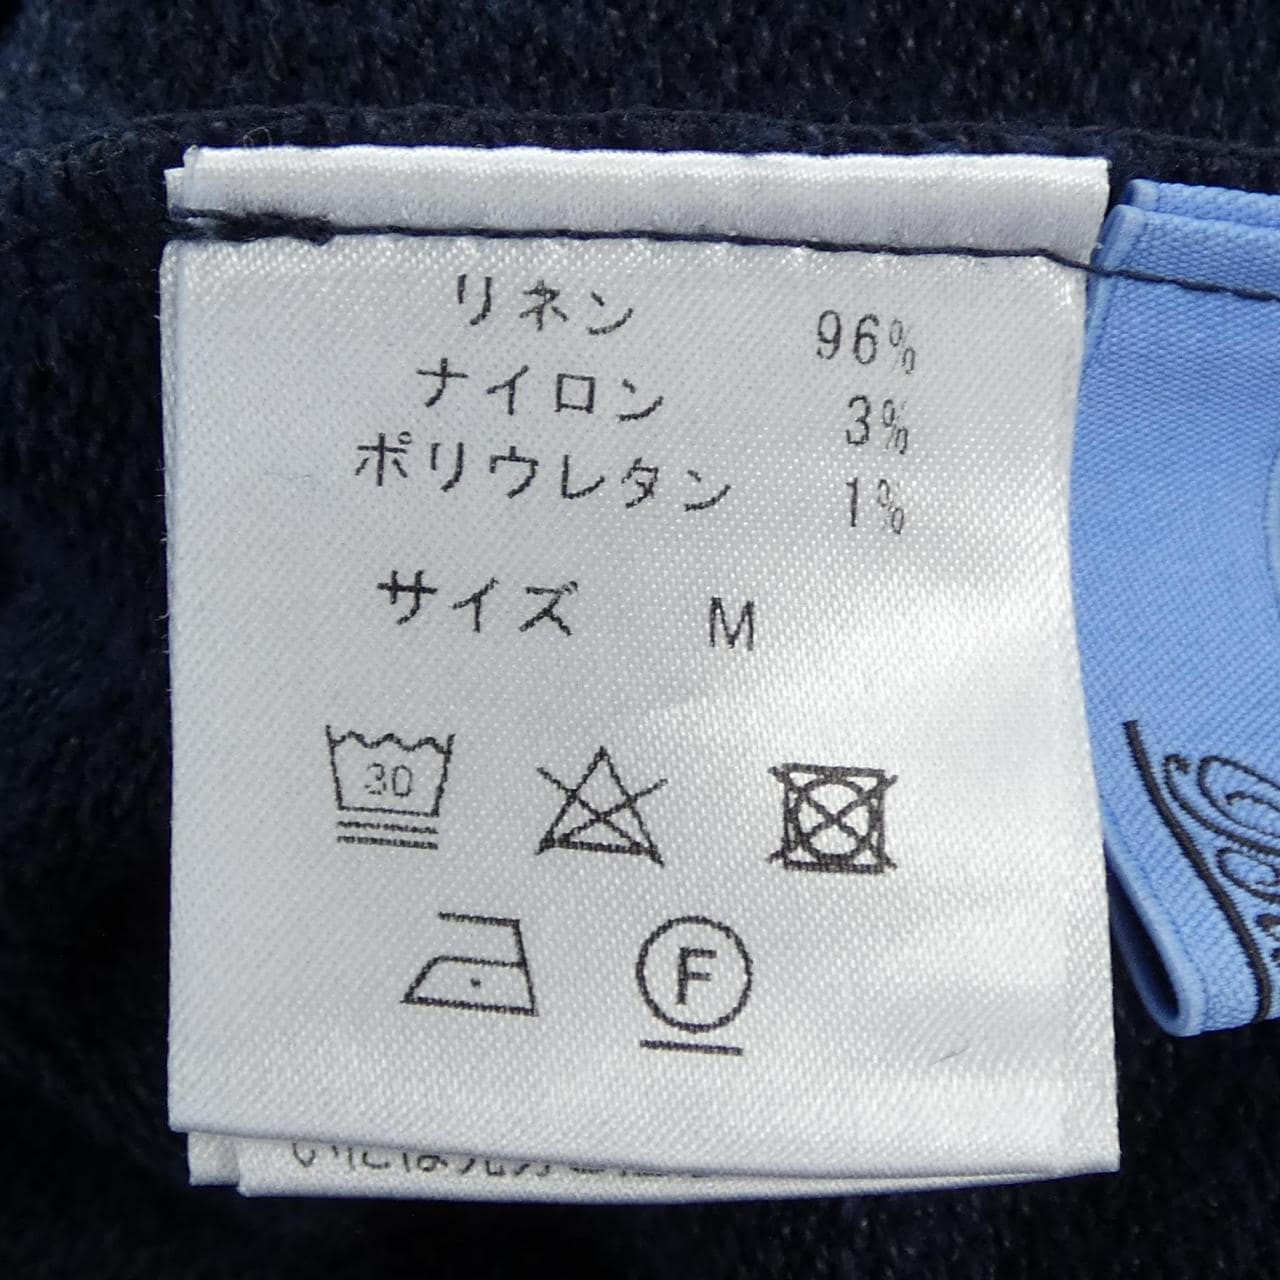 リネン 96%
ナイロン 3%
ポリウレタン 1%
サイズ M
30
F